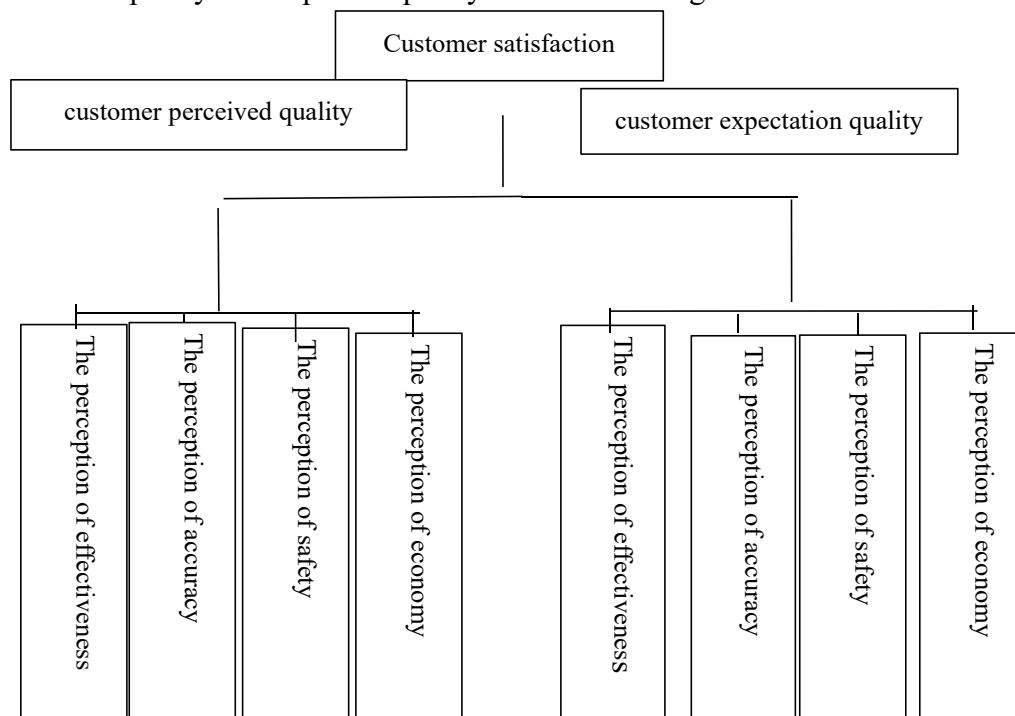 Customer satisfaction
customer perceived quality
customer expectation quality
The perception of effectiveness
The perception of accuracy
The perception of safety
The perception of economy
The perception of effectiveness
The perception of accuracy
The perception of safety
The perception of economy